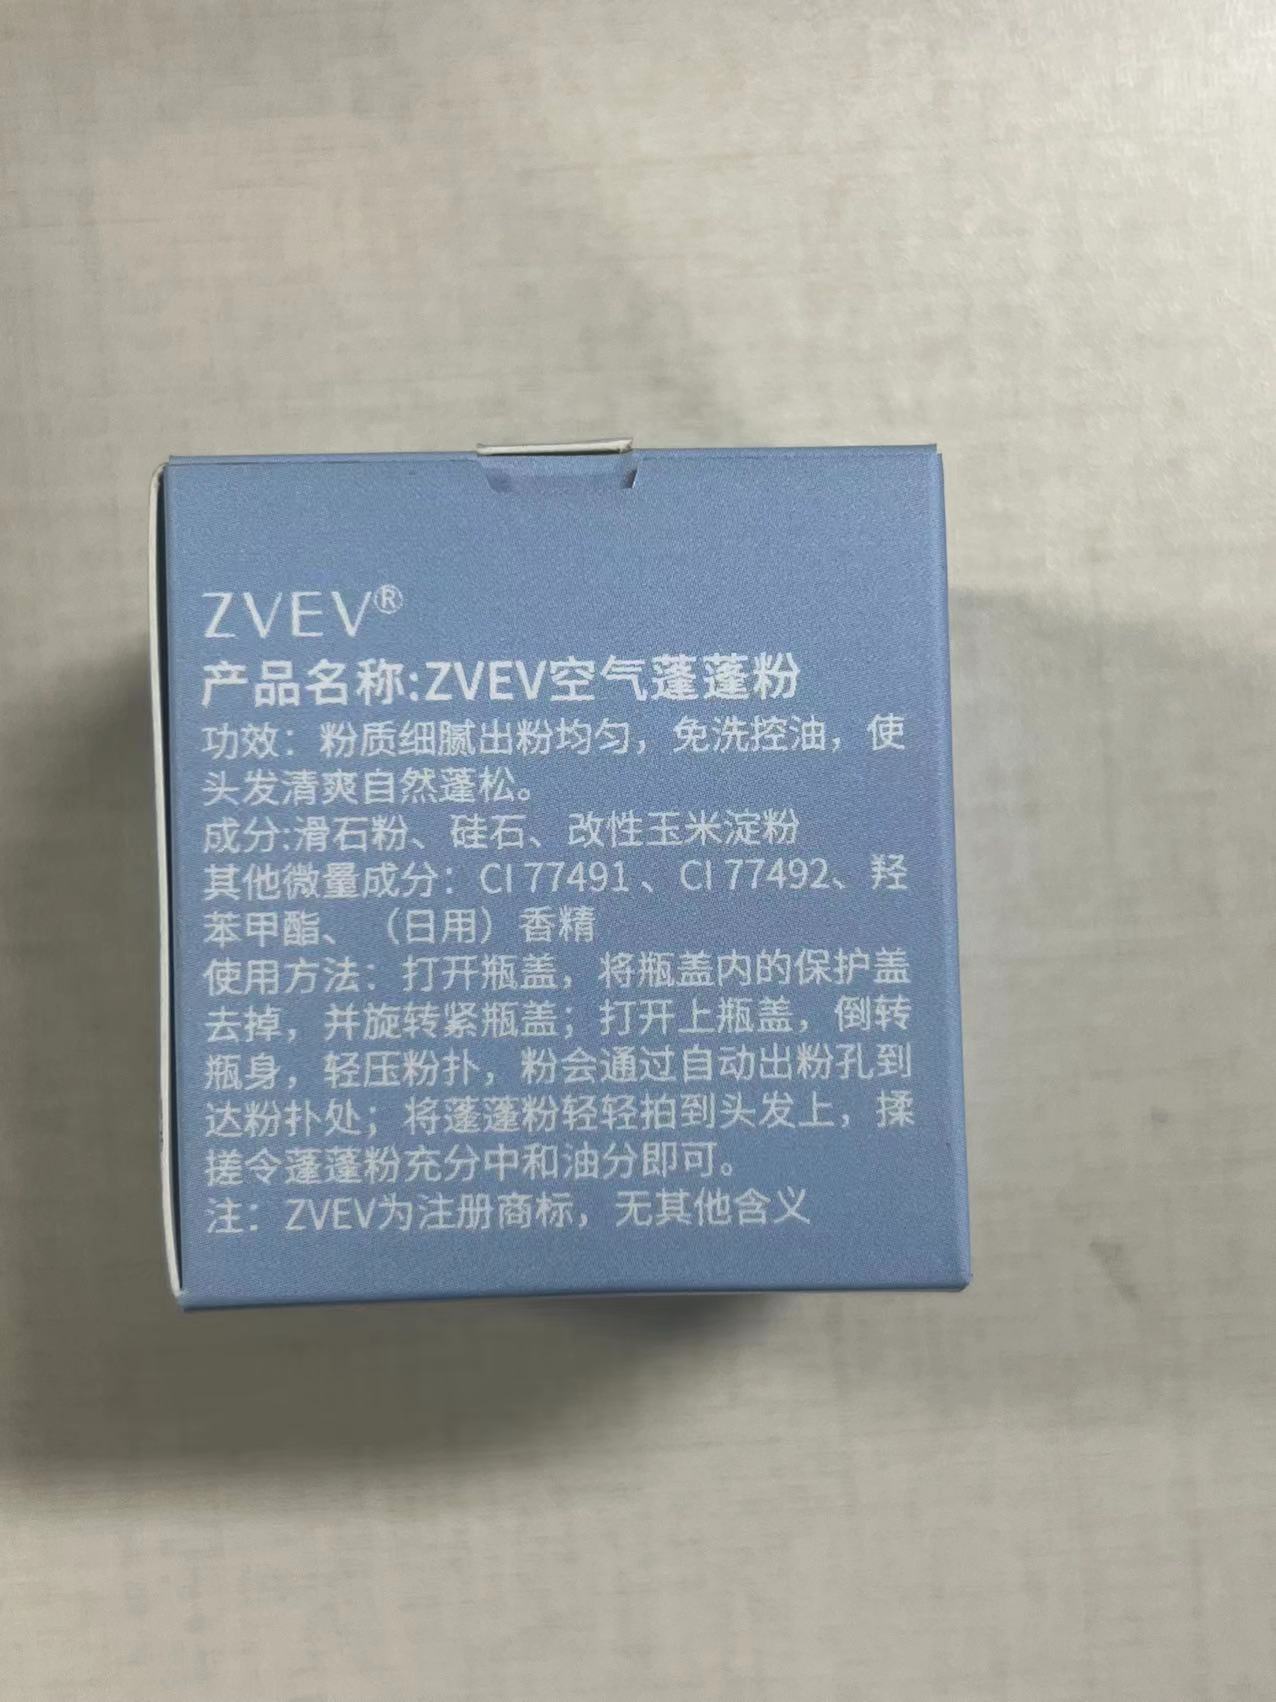 ZVEV®
产品名称:ZVEV空气蓬蓬粉
功效：粉质细腻出粉均匀，免洗控油，使
头发清爽自然蓬松。
成分:滑石粉、硅石、改性玉米淀粉
其他微量成分：CI 77491、CI 77492、羟
苯甲酯、（日用）香精
使用方法：打开瓶盖，将瓶盖内的保护盖
去掉，并旋转紧瓶盖；打开上瓶盖，倒转
瓶身，轻压粉扑，粉会通过自动出粉孔到
达粉扑处；将蓬蓬粉轻轻拍到头发上，揉
搓令蓬蓬粉充分中和油分即可。
注：ZVEV为注册商标，无其他含义